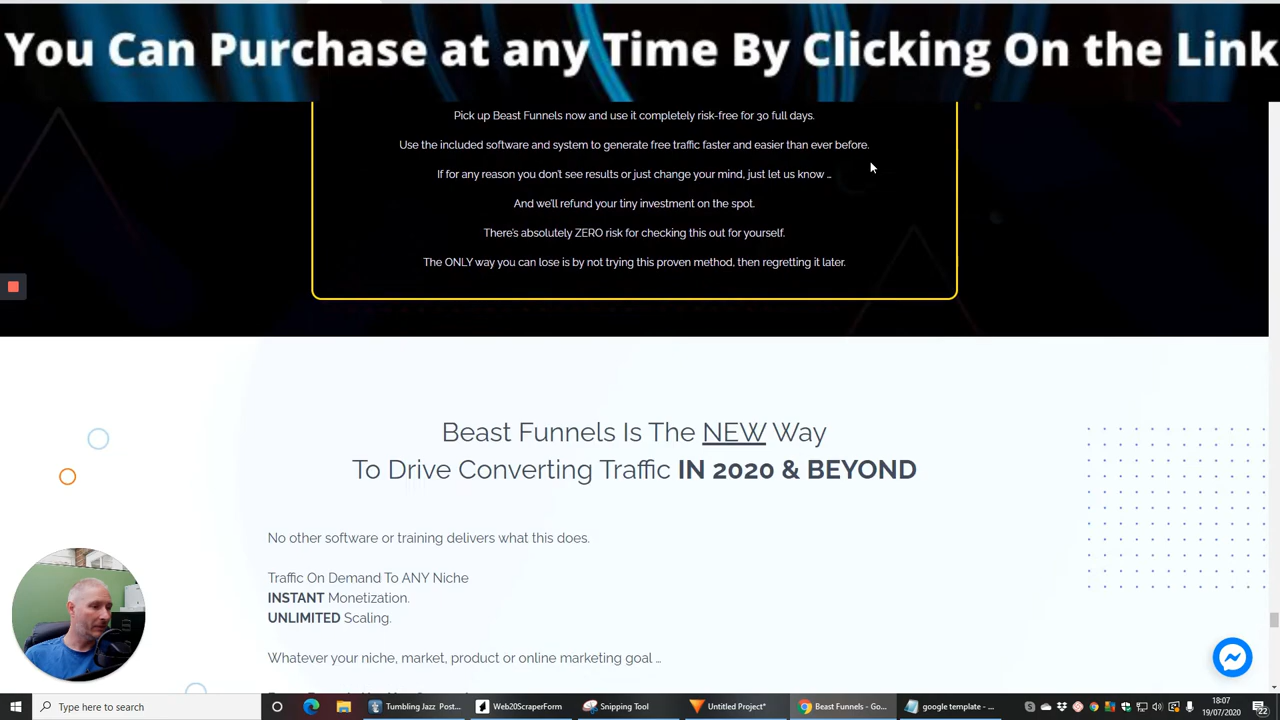 You Can Purchase at any Time By Clicking On the Link
Pick up Beast Funnels now and use it completely risk-free for 30 full days.
Use the included software and system to generate free traffic faster and easier than ever before.
If for any reason you don't see results or just change your mind, just let us know ...
And we'll refund your tiny investment on the spot.
There's absolutely ZERO risk for checking this out for yourself.
The ONLY way you can lose is by not trying this proven method, then regretting it later.
Beast Funnels Is The NEW Way
To Drive Converting Traffic IN 2020 & BEYOND
No other software or training delivers what this does.
Traffic On Demand To ANY Niche
INSTANT Monetization.
UNLIMITED Scaling.
Whatever your niche, market, product or online marketing goal ...
Type here to search
Tumbling Jazz Post...
Web20ScraperForm
Snipping Tool
Untitled Project*
Beast Funnels - Go...
google template - ...
18:07
19/07/2020
22